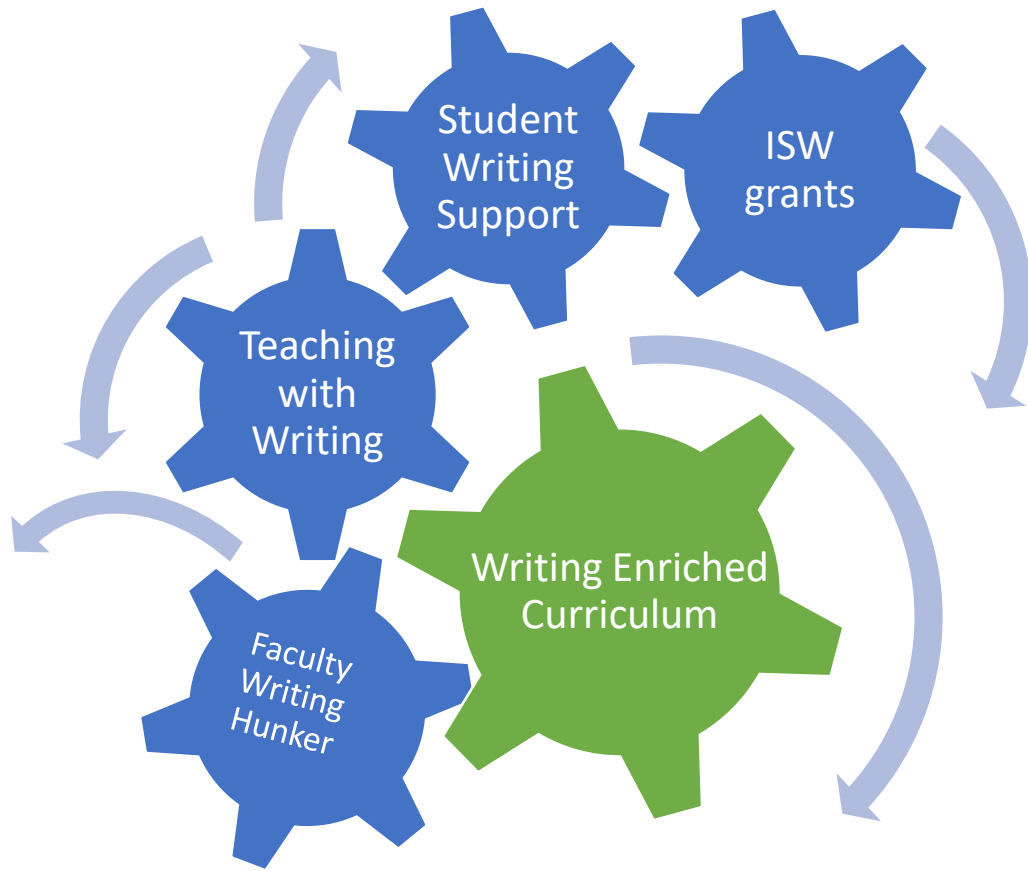 Student
Writing
Support
ISW
grants
Teaching
with
Writing
Writing Enriched
Curriculum
Faculty
Writing
Hunker